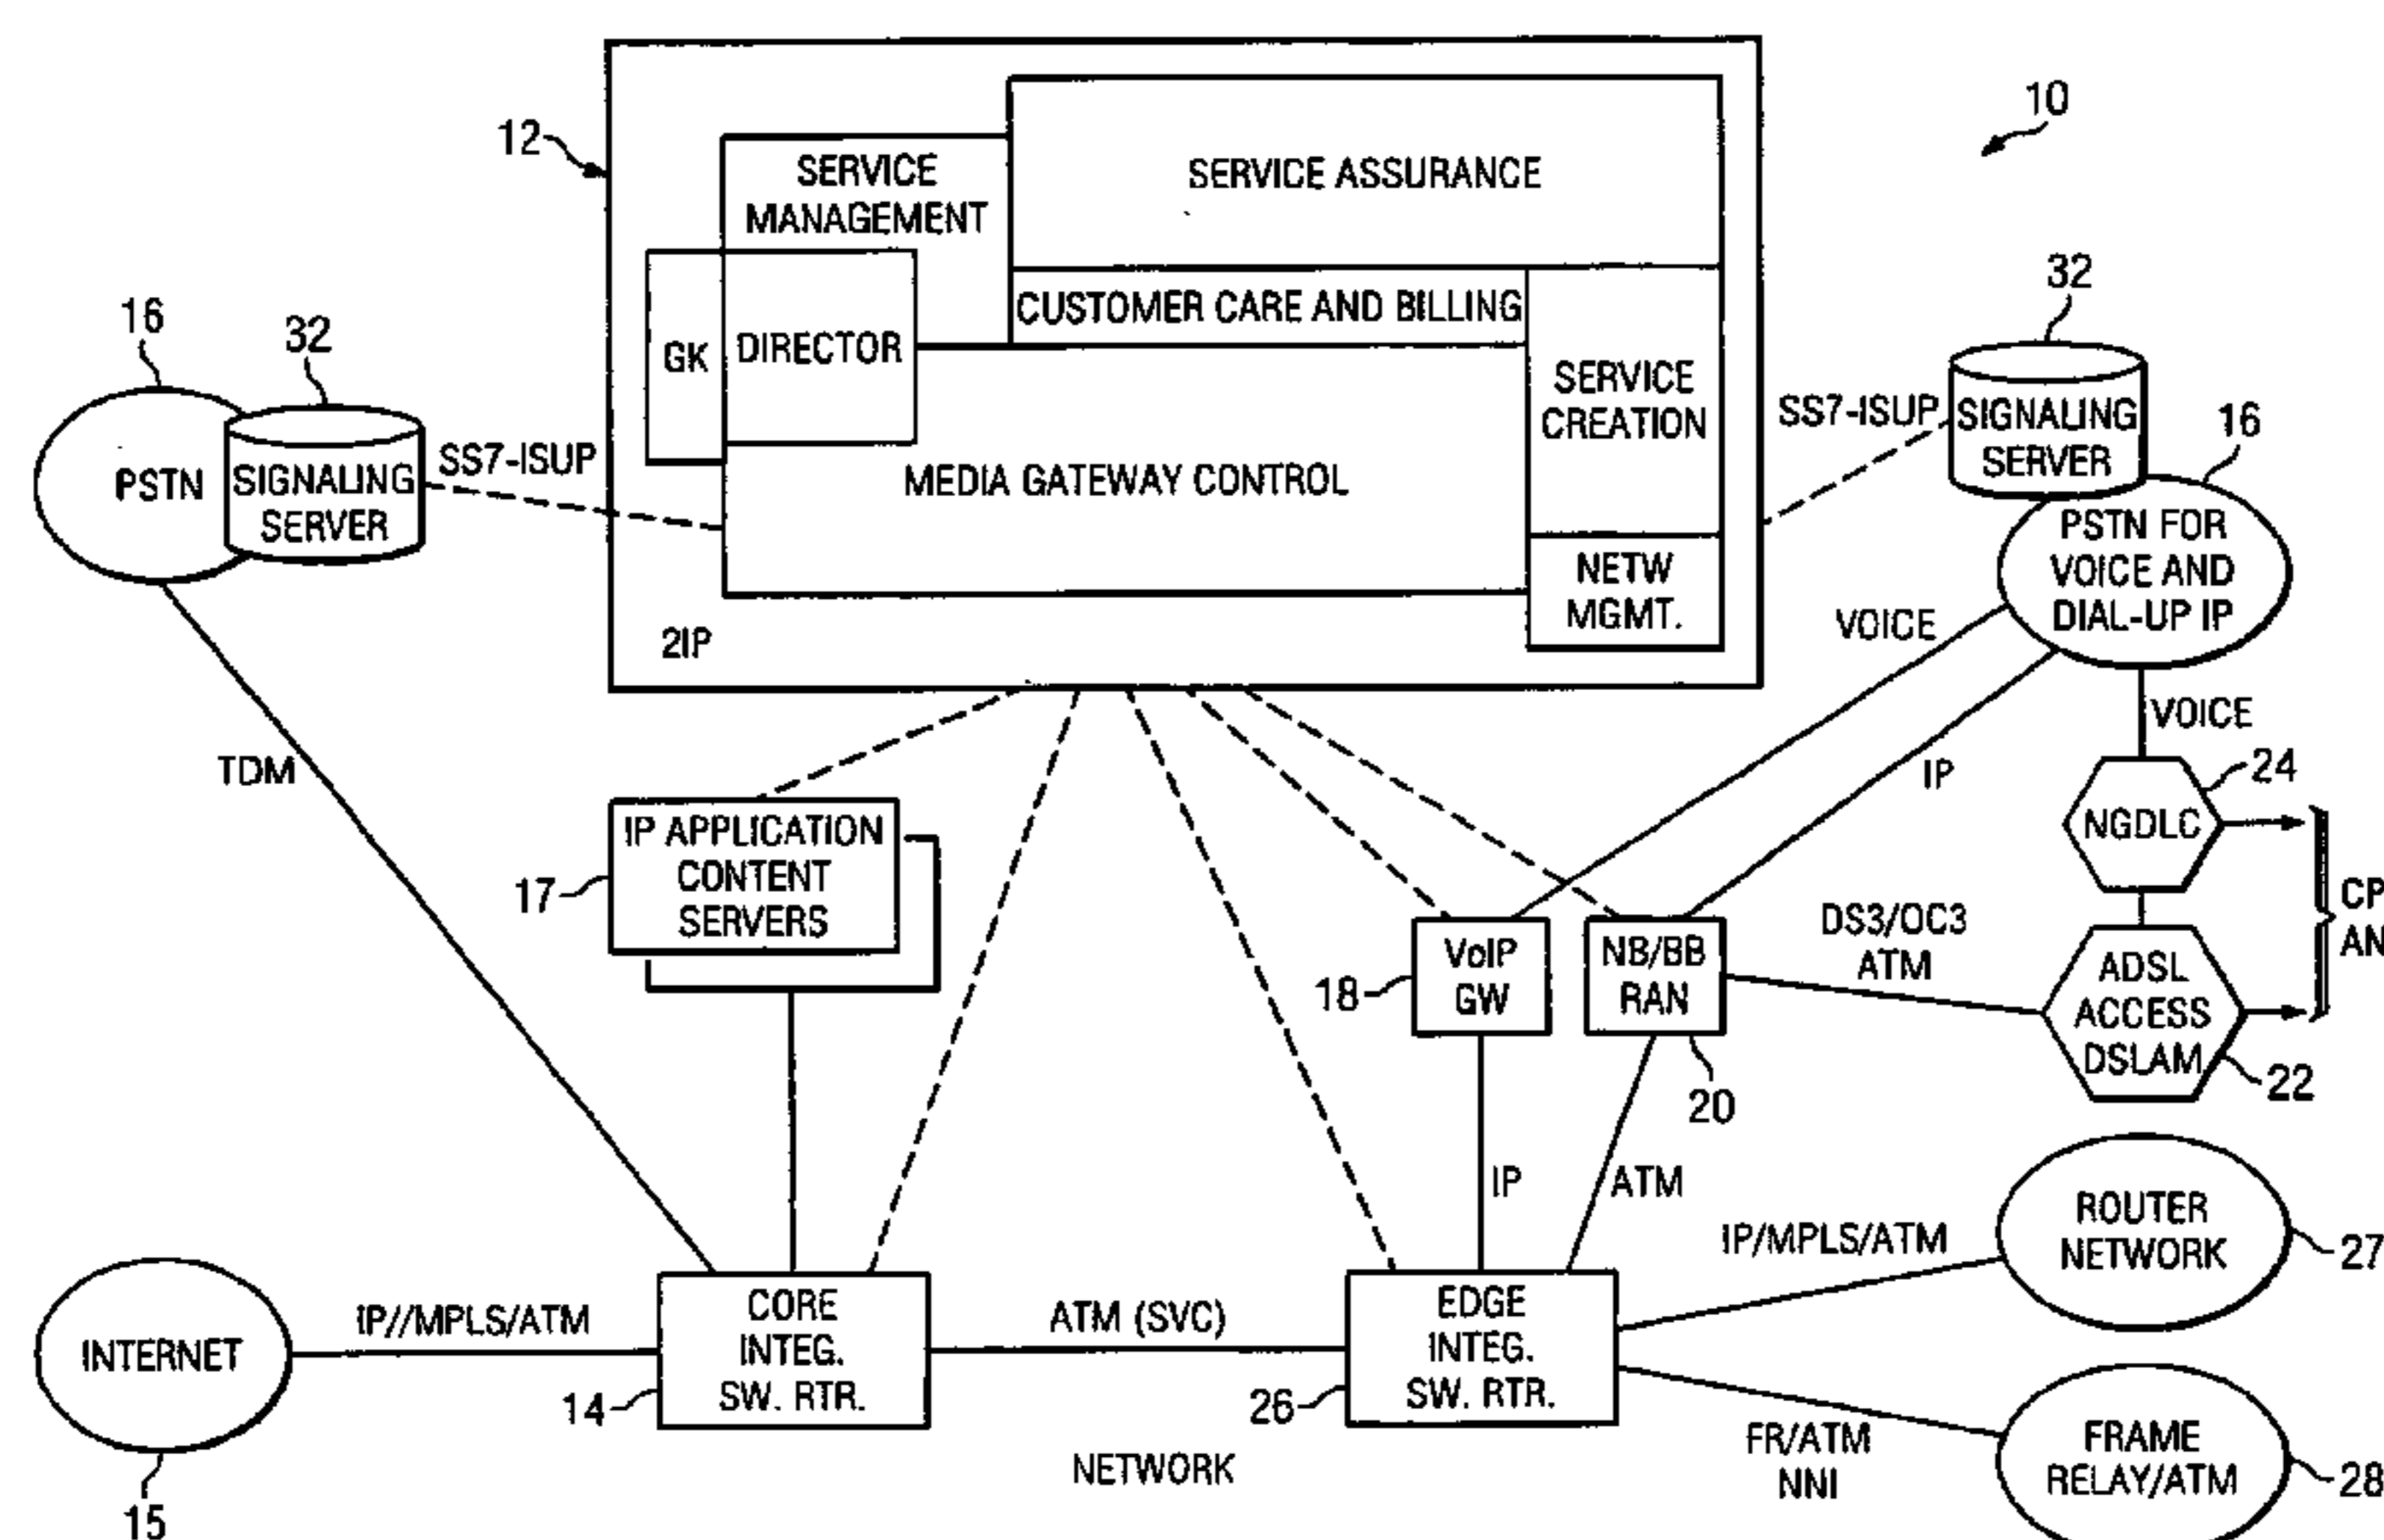 10
12
SERVICE
MANAGEMENT
SERVICE ASSURANCE
GK
DIRECTOR
CUSTOMER CARE AND BILLING
SERVICE
CREATION
MEDIA GATEWAY CONTROL
NETW
MGMT.
2IP
16
32
PSTN
SIGNALING
SERVER
SS7-ISUP
SS7-ISUP
32
SIGNALING
SERVER
16
PSTN FOR
VOICE AND
DIAL-UP IP
VOICE
VOICE
IP
TDM
24
NGDLC
IP APPLICATION
CONTENT
SERVERS
17
18
VoIP
GW
NB/BB
RAN
20
DS3/OC3
ATM
ADSL
ACCESS
DSLAM
22
CP
AN
IP
ATM
INTERNET
15
IP//MPLS/ATM
CORE
INTEG.
SW. RTR.
14
ATM (SVC)
EDGE
INTEG.
SW. RTR.
26
IP/MPLS/ATM
ROUTER
NETWORK
27
FR/ATM
NNI
FRAME
RELAY/ATM
28
NETWORK